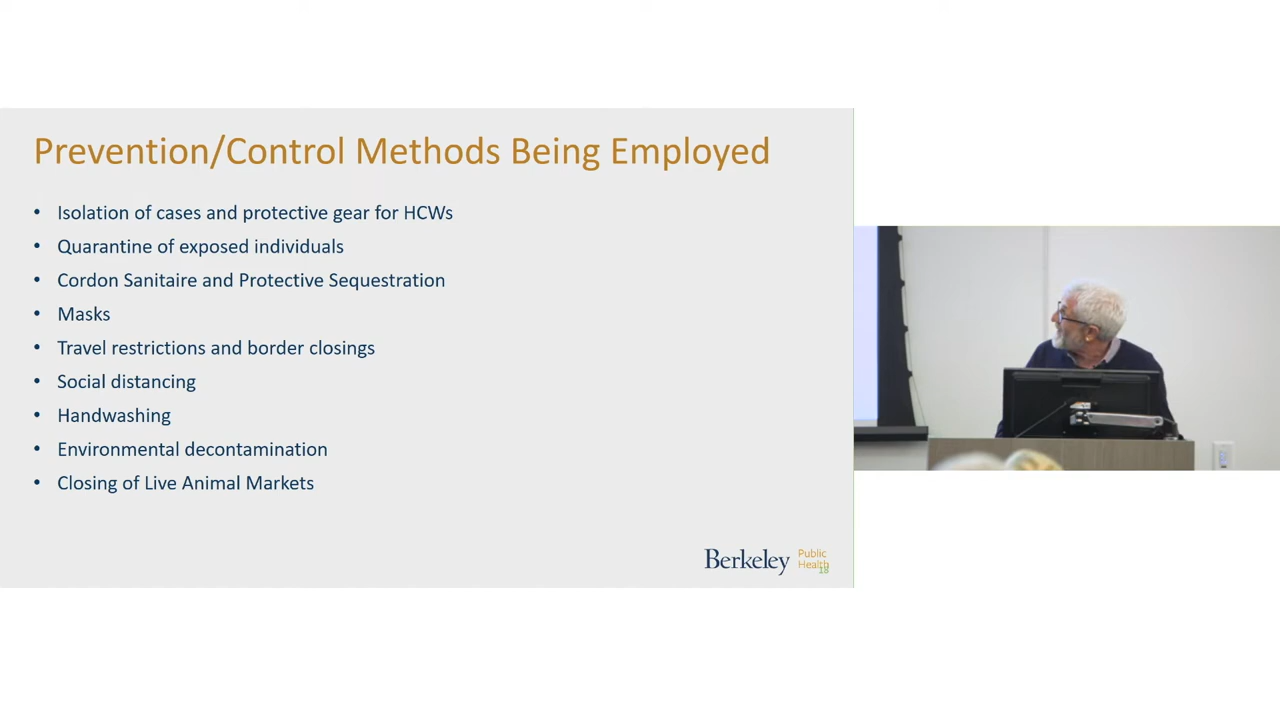 Prevention/Control Methods Being Employed
• Isolation of cases and protective gear for HCWs
• Quarantine of exposed individuals
• Cordon Sanitaire and Protective Sequestration
• Masks
• Travel restrictions and border closings
• Social distancing
• Handwashing
• Environmental decontamination
• Closing of Live Animal Markets
Berkeley Public
Health
18